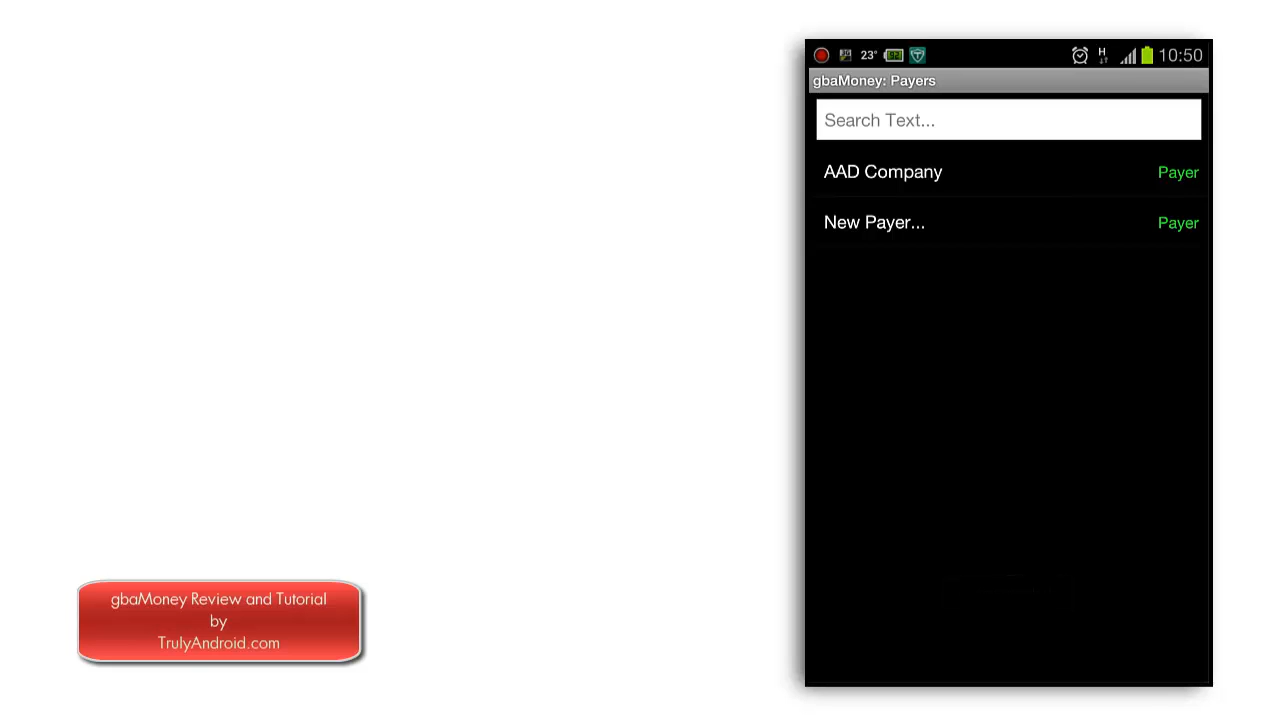 23° H 10:50
gbaMoney: Payers
Search Text...
AAD Company Payer
New Payer... Payer
gbaMoney Review and Tutorial
by
TrulyAndroid.com